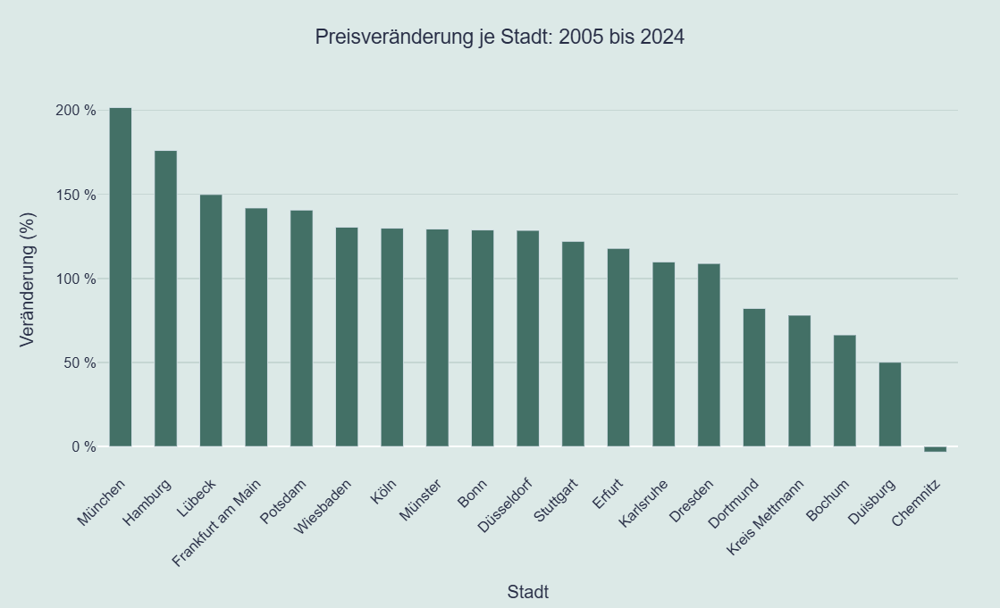 Preisveränderung je Stadt: 2005 bis 2024
Veränderung (%)
200 %
150 %
100 %
50 %
0 %
München
Hamburg
Lübeck
Frankfurt am Main
Potsdam
Wiesbaden
Köln
Münster
Bonn
Düsseldorf
Stuttgart
Erfurt
Karlsruhe
Dresden
Dortmund
Kreis Mettmann
Bochum
Duisburg
Chemnitz
Stadt